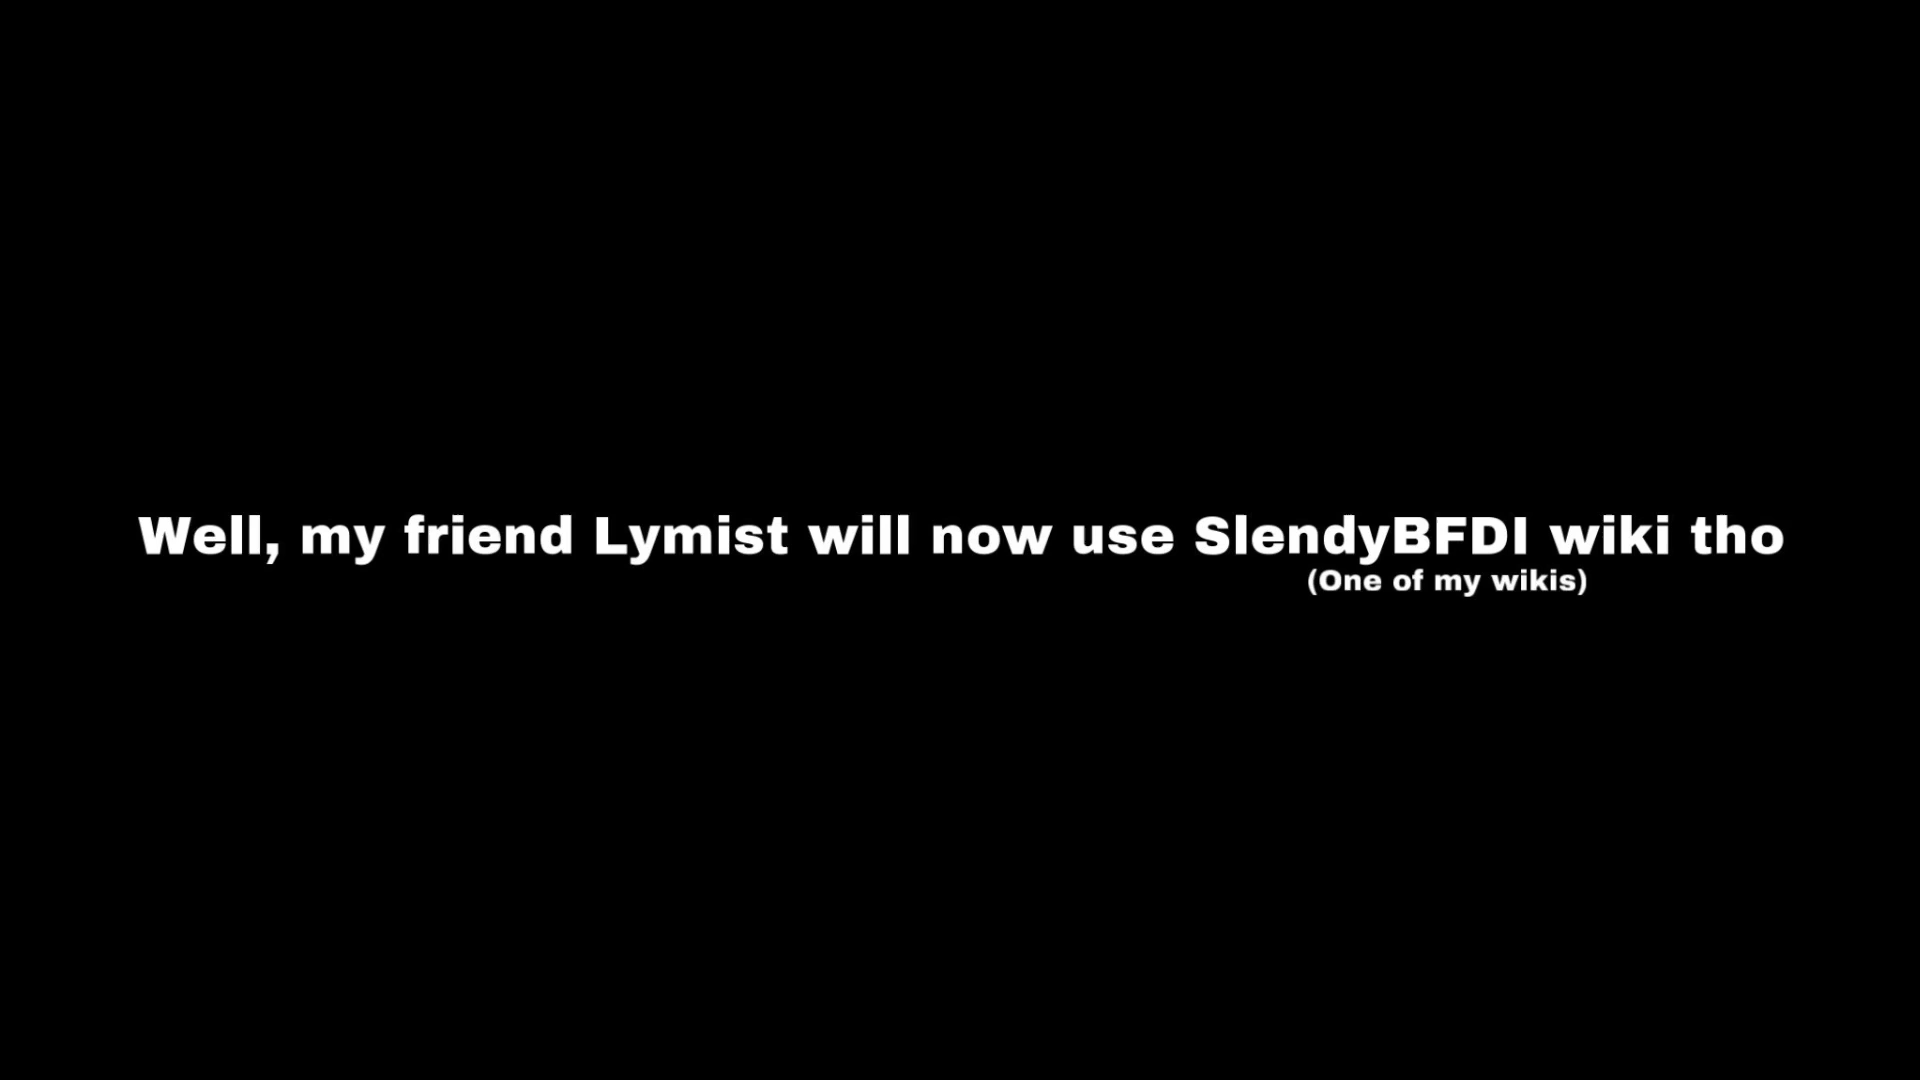 Well, my friend Lymist will now use SlendyBFDI wiki tho
(One of my wikis)